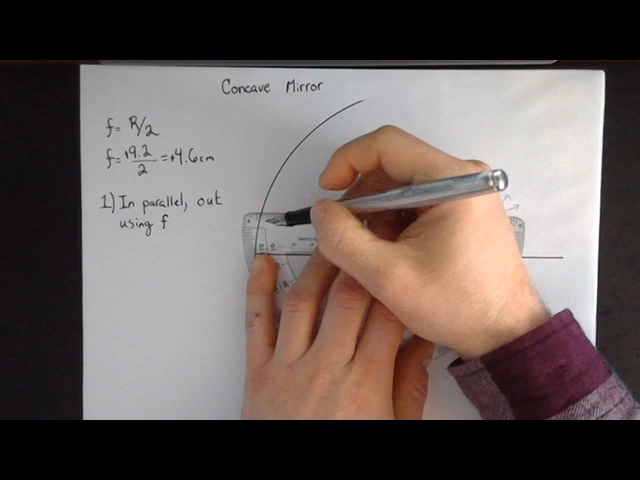 Concave Mirror
f = R/2
f = +9.2/2 = +4.6cm
1) In parallel, out
using f